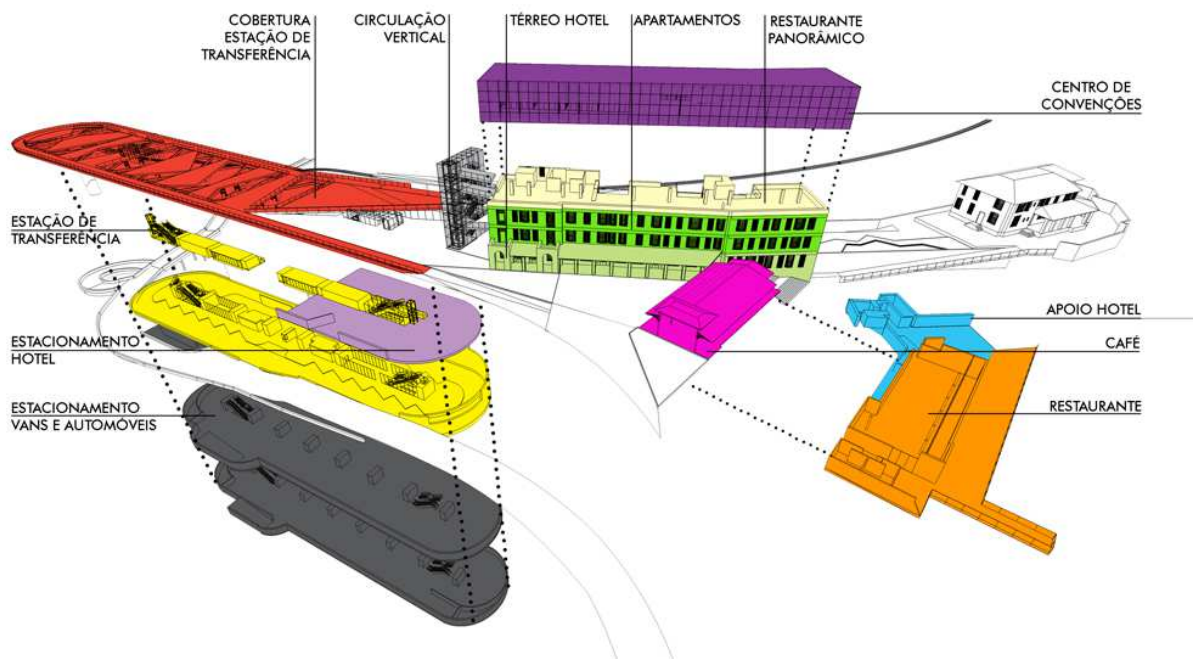 COBERTURA
ESTAÇÃO DE
TRANSFERÊNCIA
CIRCULAÇÃO
VERTICAL
TÉRREO HOTEL
APARTAMENTOS
RESTAURANTE
PANORÂMICO
CENTRO DE
CONVENÇÕES
ESTAÇÃO DE
TRANSFERÊNCIA
APOIO HOTEL
ESTACIONAMENTO
HOTEL
CAFÉ
ESTACIONAMENTO
VANS E AUTOMÓVEIS
RESTAURANTE